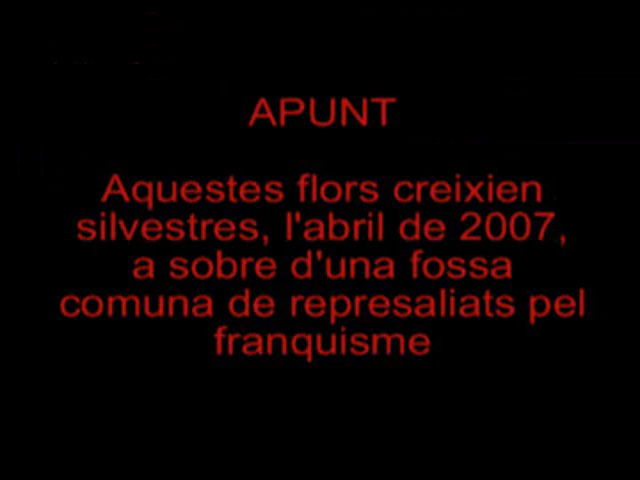 APUNT
Aquestes flors creixien
silvestres, l'abril de 2007,
a sobre d'una fossa
comuna de represaliats pel
franquisme